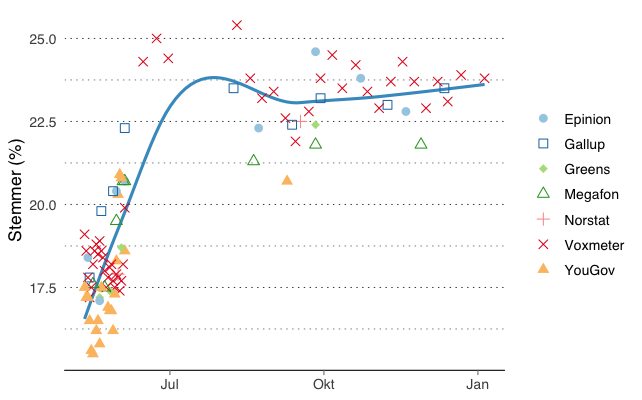 25.0
22.5
20.0
17.5
Stemmer (%)
Jul
Okt
Jan
Epinion
Gallup
Greens
Megafon
Norstat
Voxmeter
YouGov